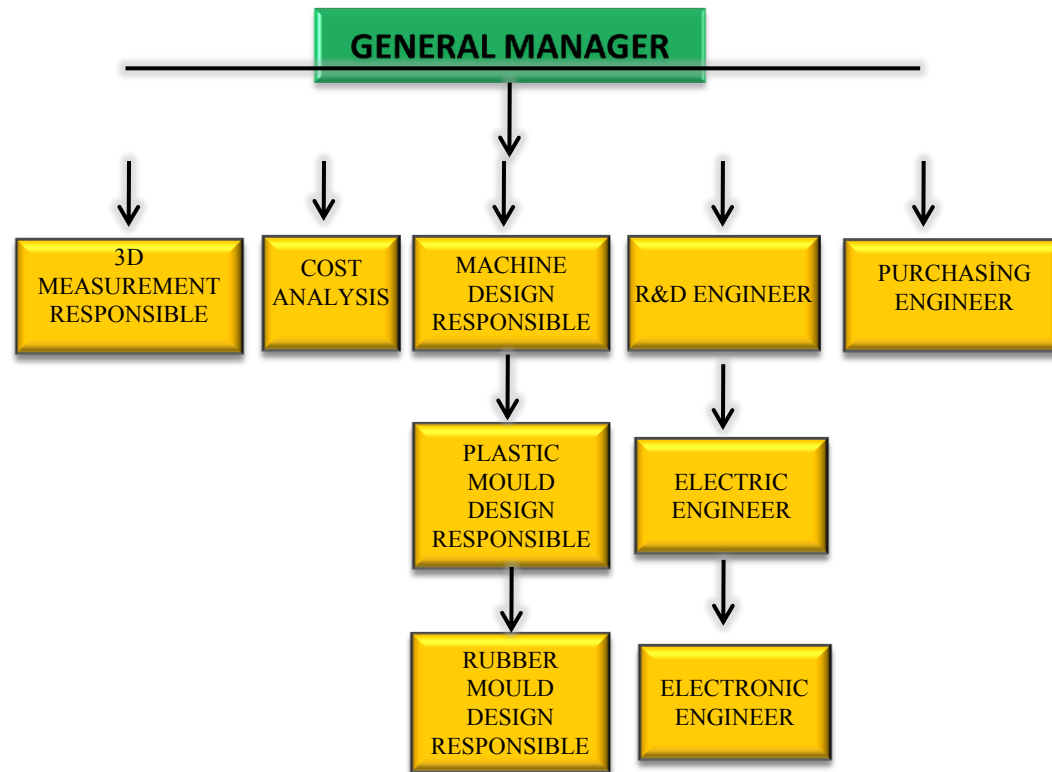 GENERAL MANAGER
3D
MEASUREMENT
RESPONSIBLE
COST
ANALYSIS
MACHINE
DESIGN
RESPONSIBLE
R&D ENGINEER
PURCHASİNG
ENGINEER
PLASTIC
MOULD
DESIGN
RESPONSIBLE
ELECTRIC
ENGINEER
RUBBER
MOULD
DESIGN
RESPONSIBLE
ELECTRONIC
ENGINEER